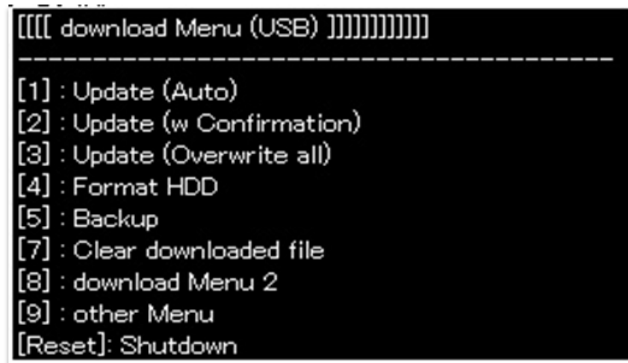 [[[[ download Menu (USB) ]]]]]]]]]]]]
----------------------------------------
[1] : Update (Auto)
[2] : Update (w Confirmation)
[3] : Update (Overwrite all)
[4] : Format HDD
[5] : Backup
[7] : Clear downloaded file
[8] : download Menu 2
[9] : other Menu
[Reset]: Shutdown